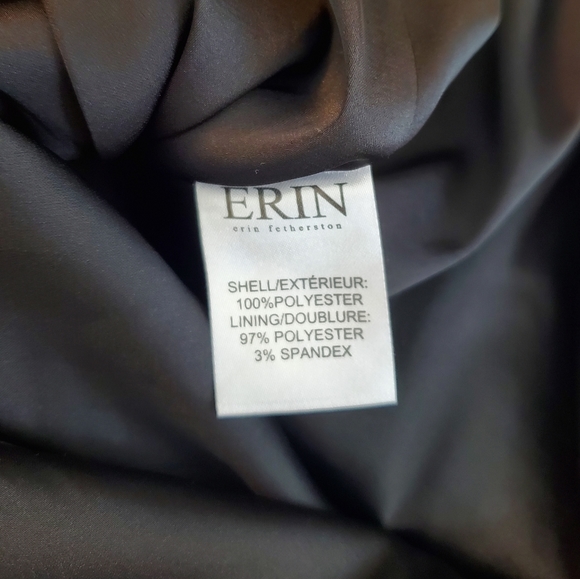 ERIN
erin fetherston
SHELL/EXTÉRIEUR:
100%POLYESTER
LINING/DOUBLURE:
97% POLYESTER
3% SPANDEX